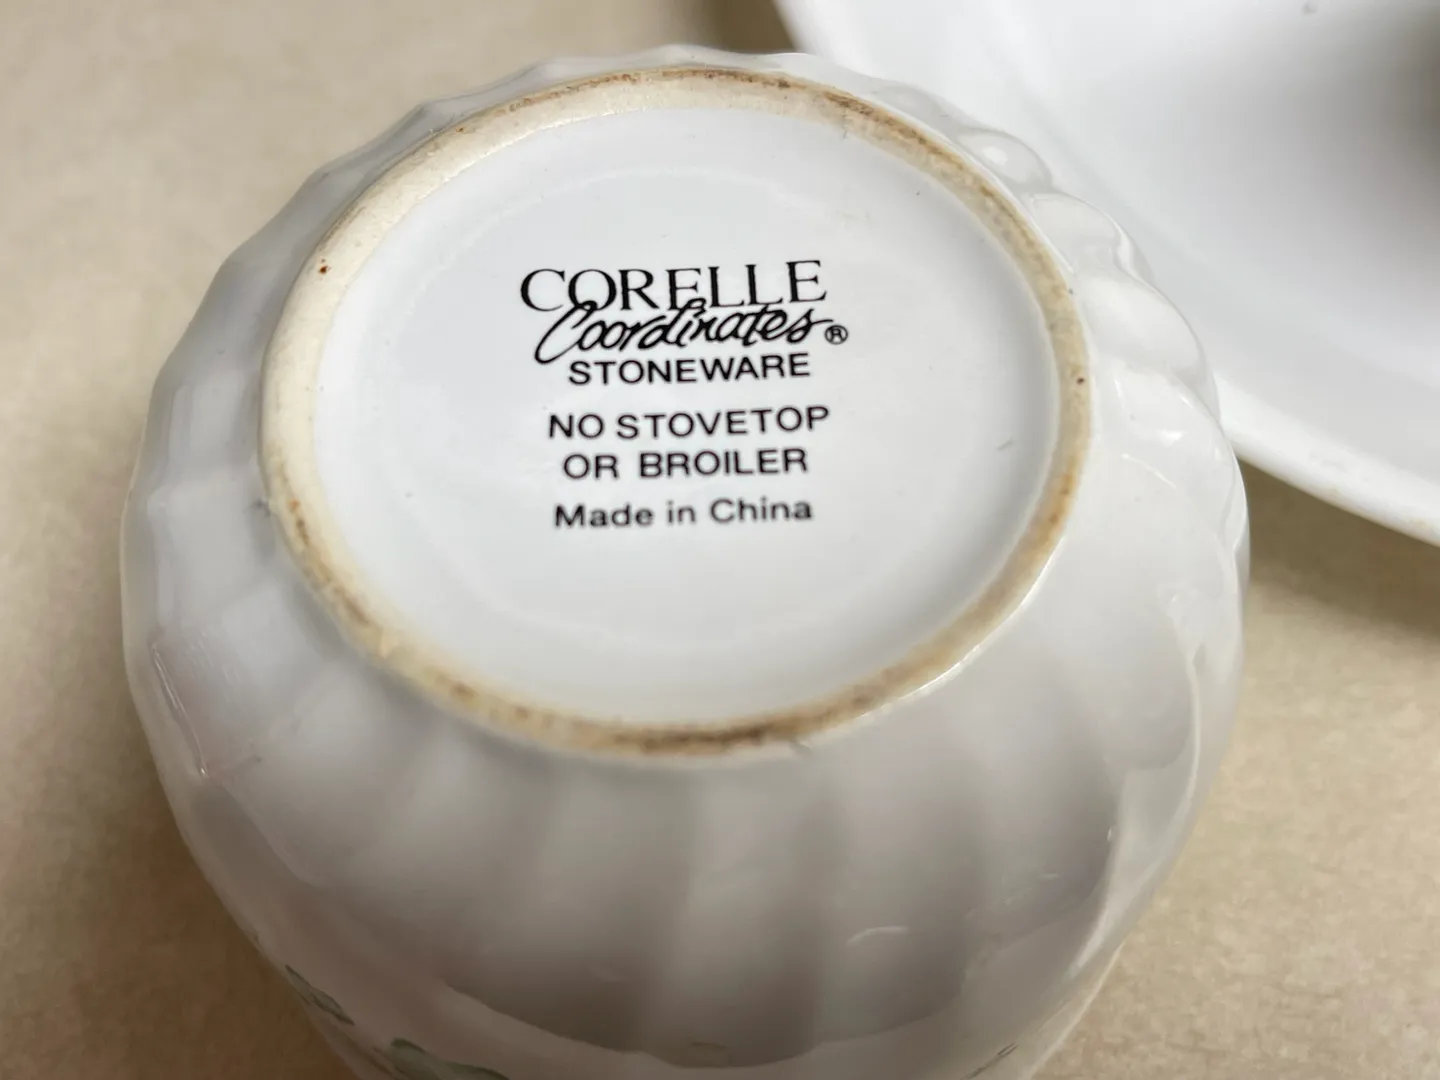 CORELLE
Coordinates®
STONEWARE
NO STOVETOP
OR BROILER
Made in China